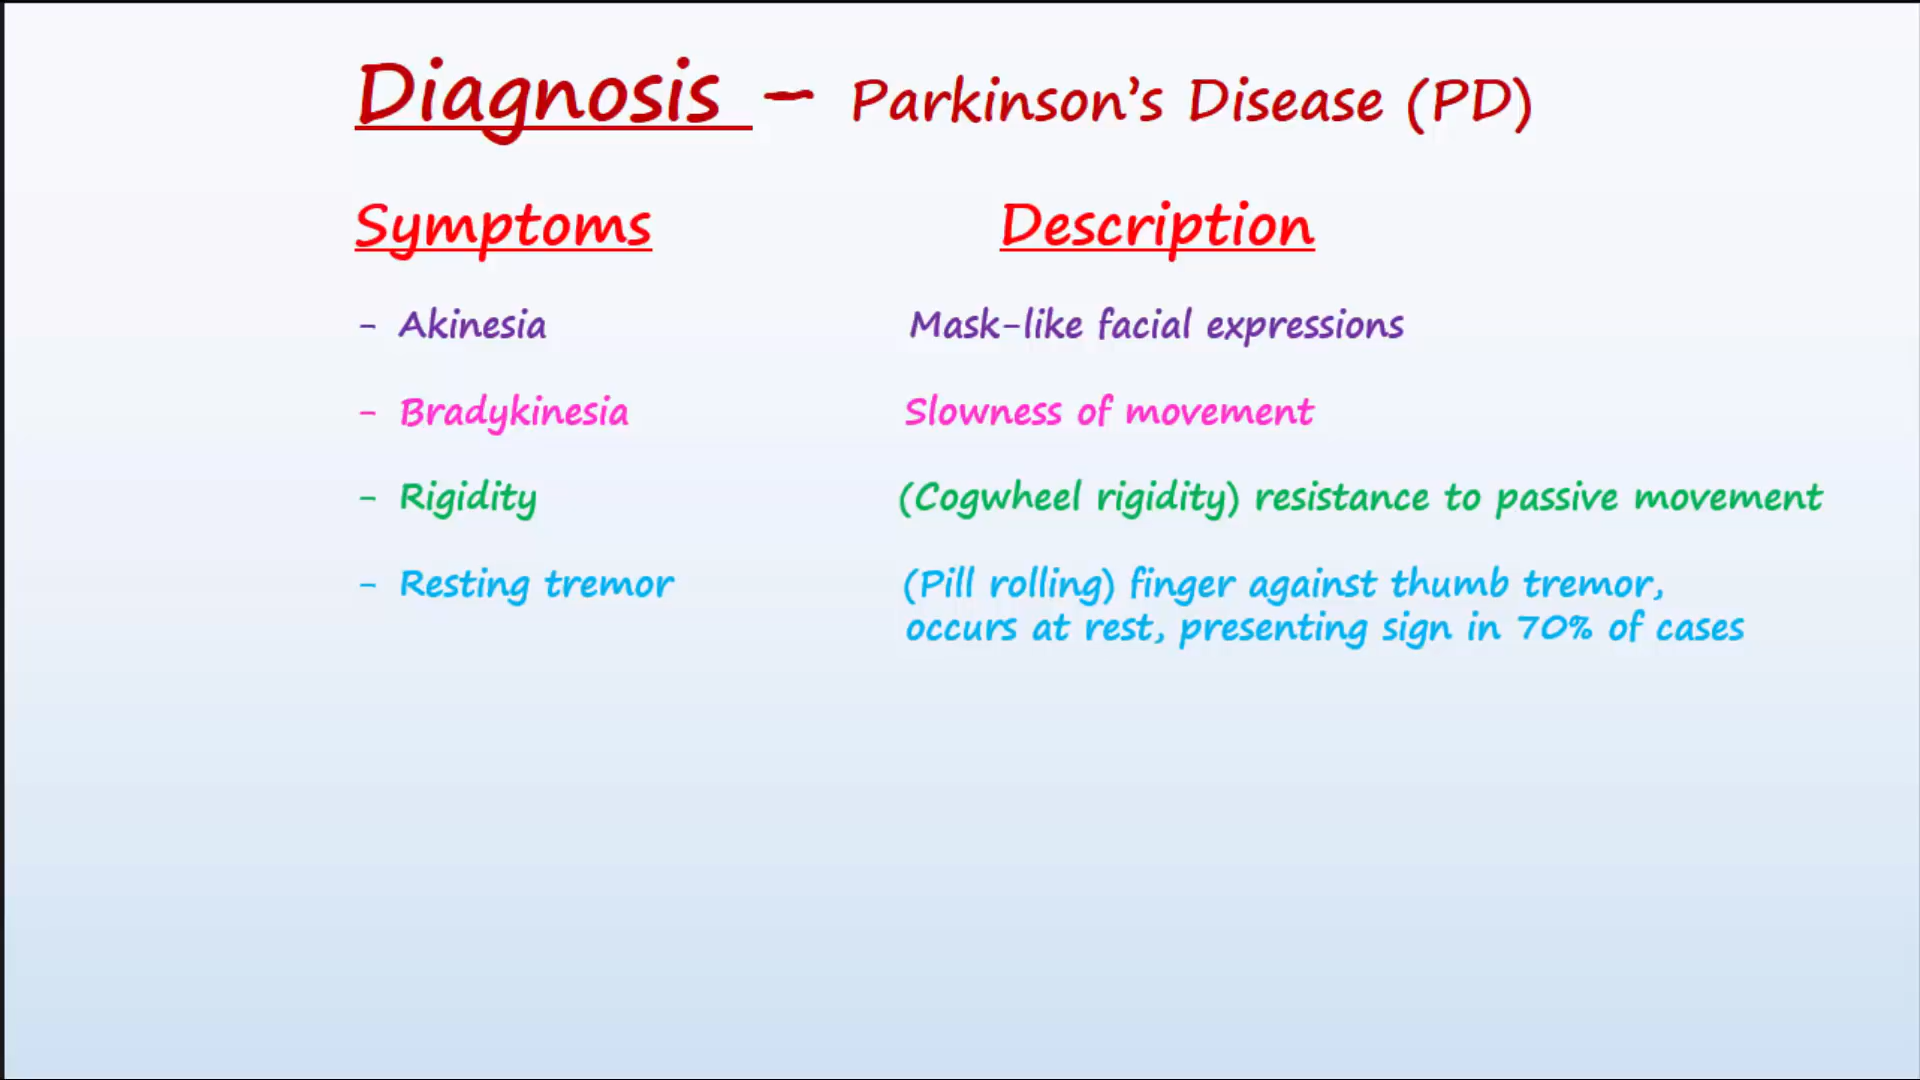 Diagnosis – Parkinson’s Disease (PD)
Symptoms Description
- Akinesia Mask-like facial expressions
- Bradykinesia Slowness of movement
- Rigidity (Cogwheel rigidity) resistance to passive movement
- Resting tremor (Pill rolling) finger against thumb tremor,
occurs at rest, presenting sign in 70% of cases